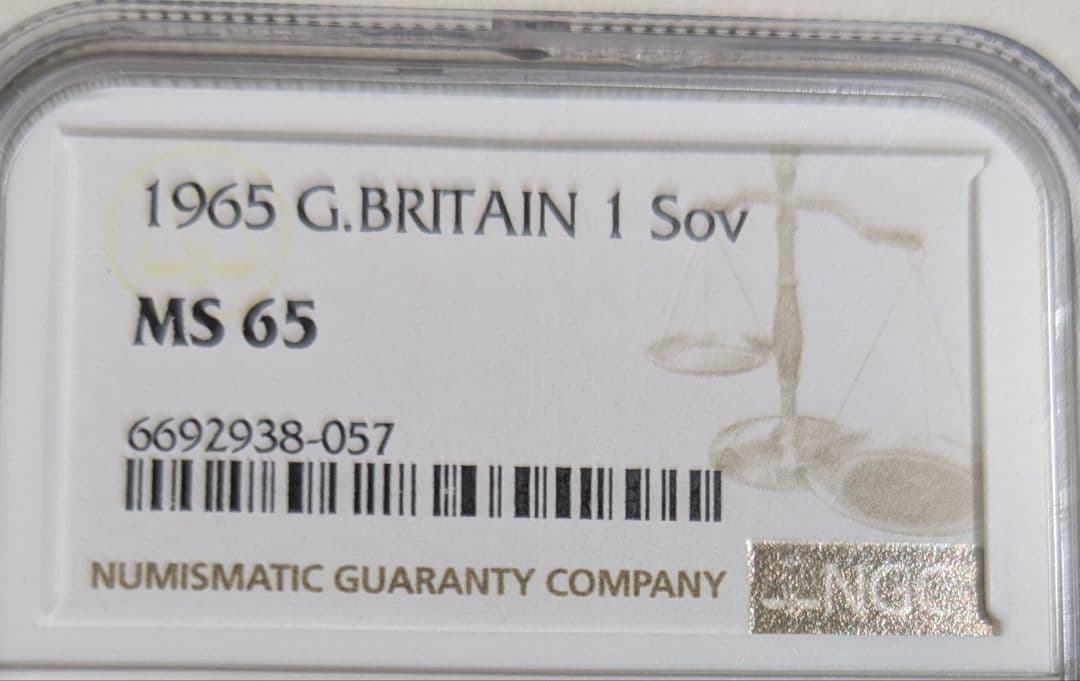 1965 G.BRITAIN 1 Sov
MS 65
6692938-057
NUMISMATIC GUARANTY COMPANY
NGC